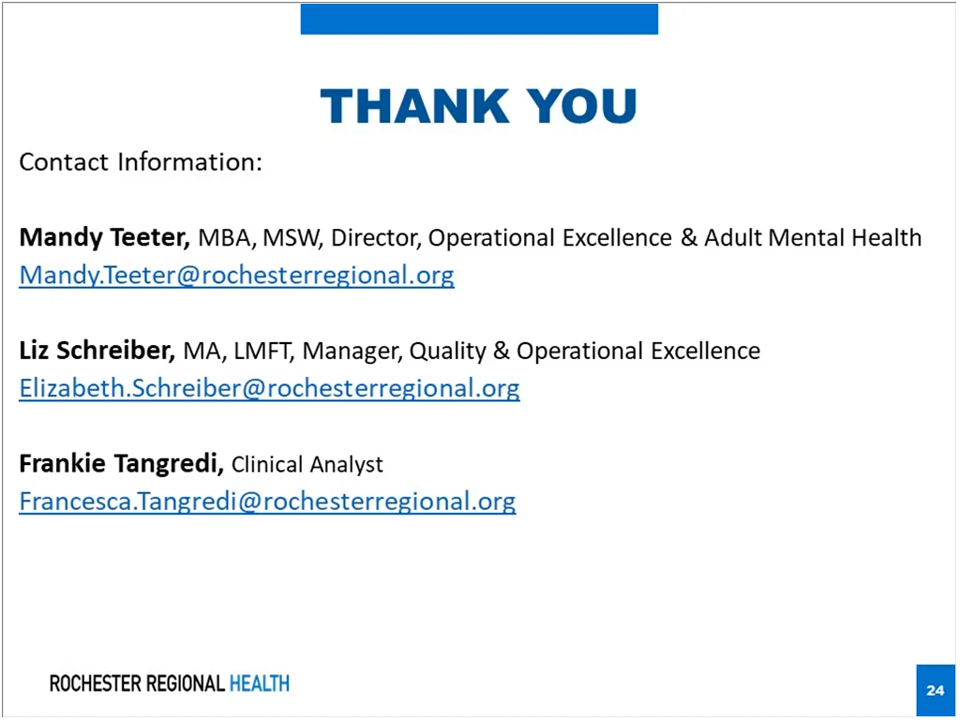 THANK YOU
Contact Information:
Mandy Teeter, MBA, MSW, Director, Operational Excellence & Adult Mental Health
Mandy.Teeter@rochesterregional.org
Liz Schreiber, MA, LMFT, Manager, Quality & Operational Excellence
Elizabeth.Schreiber@rochesterregional.org
Frankie Tangredi, Clinical Analyst
Francesca.Tangredi@rochesterregional.org
ROCHESTER REGIONAL HEALTH
24